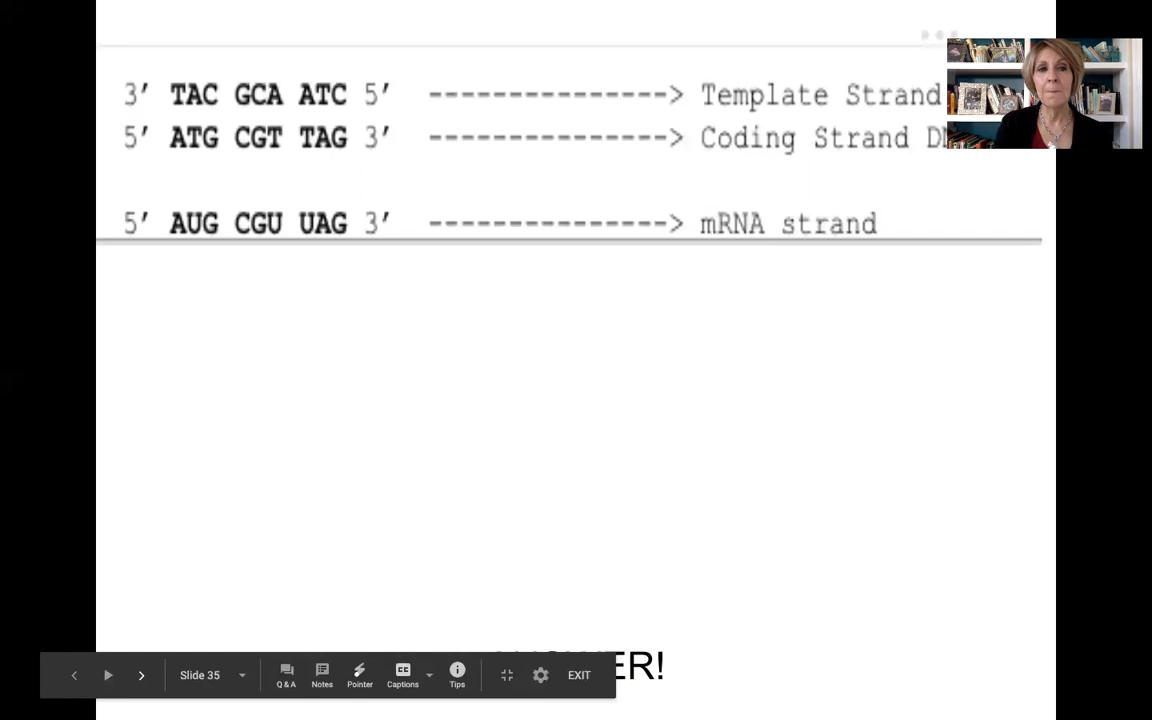 3' TAC GCA ATC 5' ---------------> Template Strand
5' ATG CGT TAG 3' ---------------> Coding Strand
5' AUG CGU UAG 3' ---------------> mRNA strand
Slide 35
Q & A
Notes
Pointer
CC
Captions
Tips
EXIT